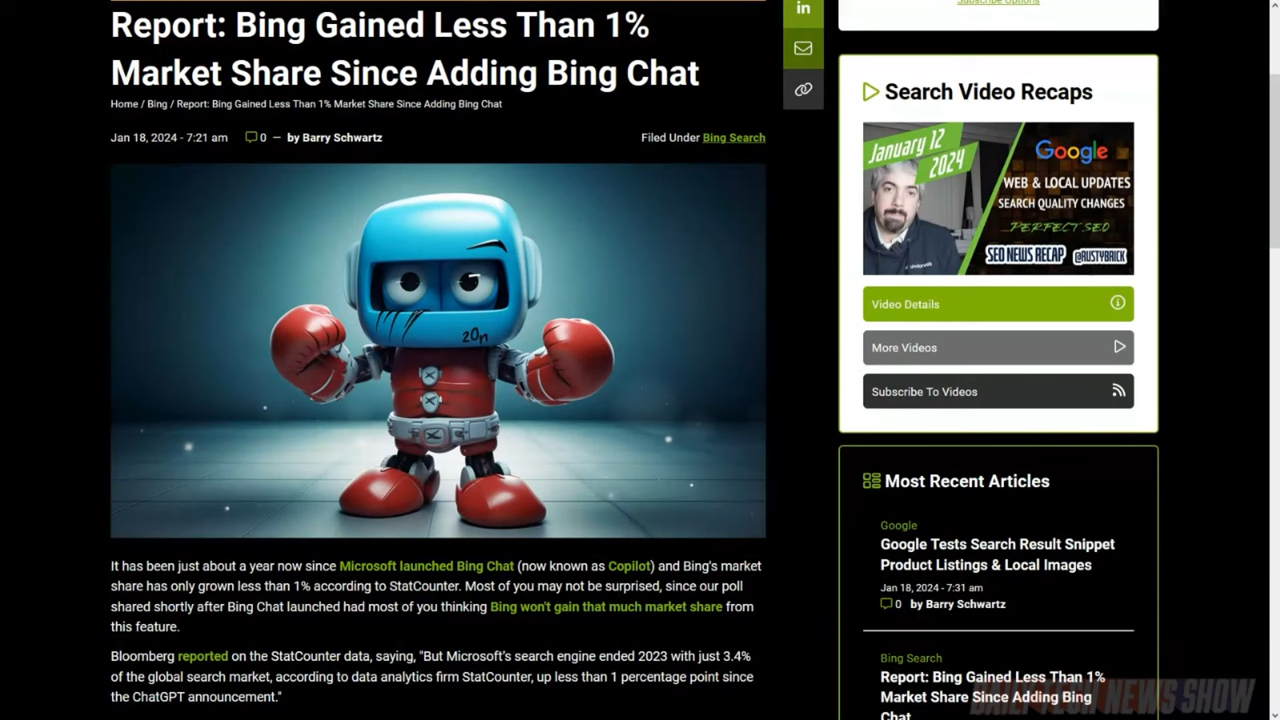 Report: Bing Gained Less Than 1%
Market Share Since Adding Bing Chat
Home / Bing / Report: Bing Gained Less Than 1% Market Share Since Adding Bing Chat
Jan 18, 2024 - 7:21 am
0 — by Barry Schwartz
Filed Under Bing Search
20n
It has been just about a year now since Microsoft launched Bing Chat (now known as Copilot) and Bing's market
share has only grown less than 1% according to StatCounter. Most of you may not be surprised, since our poll
shared shortly after Bing Chat launched had most of you thinking Bing won't gain that much market share from
this feature.
Bloomberg reported on the StatCounter data, saying, "But Microsoft's search engine ended 2023 with just 3.4%
of the global search market, according to data analytics firm StatCounter, up less than 1 percentage point since
the ChatGPT announcement."
in
Subscribe Options
Search Video Recaps
January 12
2024
Google
WEB & LOCAL UPDATES
SEARCH QUALITY CHANGES
PERFECT SEO
SEO NEWS RECAP
@RUSTYBRICK
Video Details
More Videos
Subscribe To Videos
Most Recent Articles
Google
Google Tests Search Result Snippet
Product Listings & Local Images
Jan 18, 2024 - 7:31 am
0 by Barry Schwartz
Bing Search
Report: Bing Gained Less Than 1%
Market Share Since Adding Bing
Chat
DAILY TECH NEWS SHOW